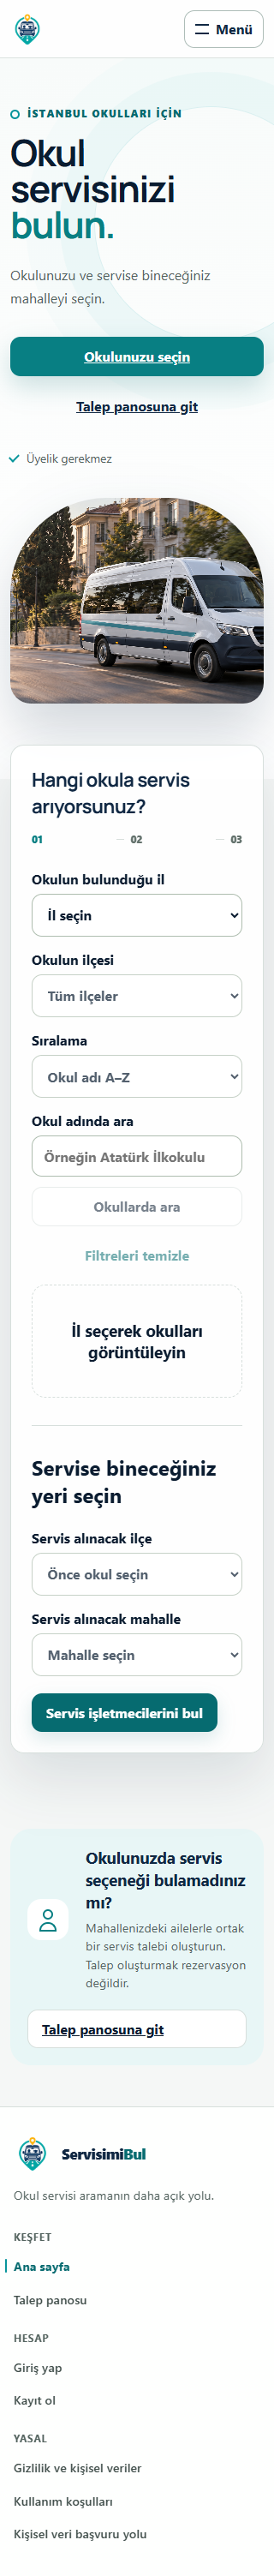 Menü
İSTANBUL OKULLARI İÇİN
Okul
servisinizi
bulun.
Okulunuzu ve servise bineceğiniz
mahalleyi seçin.
Okulunuzu seçin
Talep panosuna git
Üyelik gerekmez
Hangi okula servis
arıyorsunuz?
01 — 02 — 03
Okulun bulunduğu il
İl seçin
Okulun ilçesi
Tüm ilçeler
Sıralama
Okul adı A–Z
Okul adında ara
Örneğin Atatürk İlkokulu
Okullarda ara
Filtreleri temizle
İl seçerek okulları
görüntüleyin
Servise bineceğiniz
yeri seçin
Servis alınacak ilçe
Önce okul seçin
Servis alınacak mahalle
Mahalle seçin
Servis işletmecilerini bul
Okulunuzda servis
seçeneği bulamadınız
mı?
Mahallenizdeki ailelerle ortak
bir servis talebi oluşturun.
Talep oluşturmak rezervasyon
değildir.
Talep panosuna git
ServisimiBul
Okul servisi aramanın daha açık yolu.
KEŞFET
Ana sayfa
Talep panosu
HESAP
Giriş yap
Kayıt ol
YASAL
Gizlilik ve kişisel veriler
Kullanım koşulları
Kişisel veri başvuru yolu